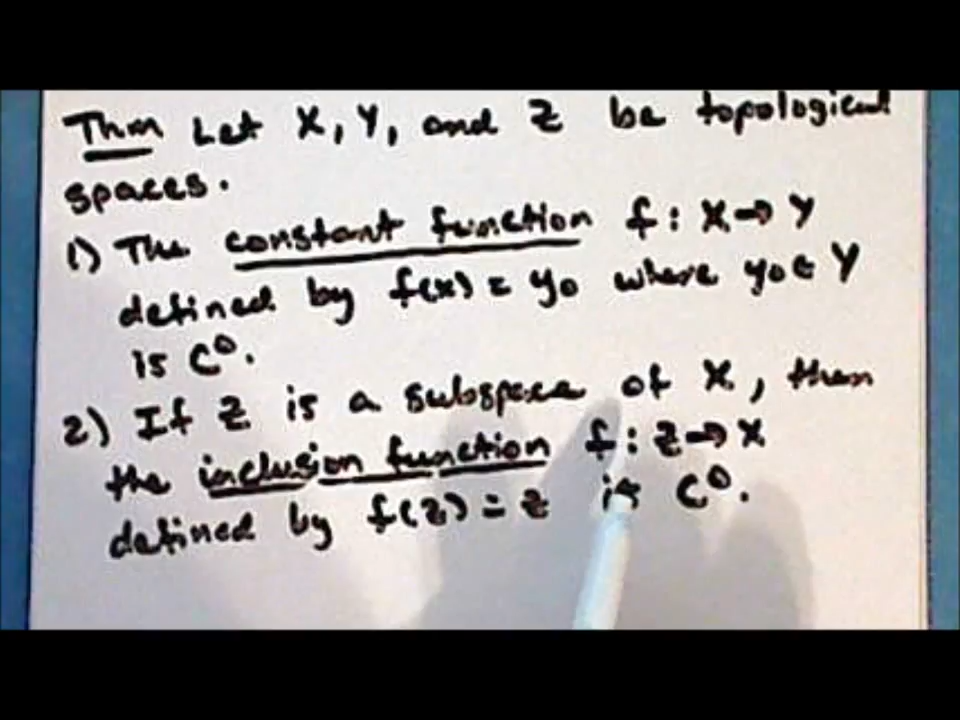 Thm Let X, Y, and Z be topological
spaces.
1) The constant function f: X→Y
defined by f(x) = y₀ where y₀ ∈ Y
is C⁰.
2) If Z is a subspace of X, then
the inclusion function f: Z→X
defined by f(z) = z is C⁰.